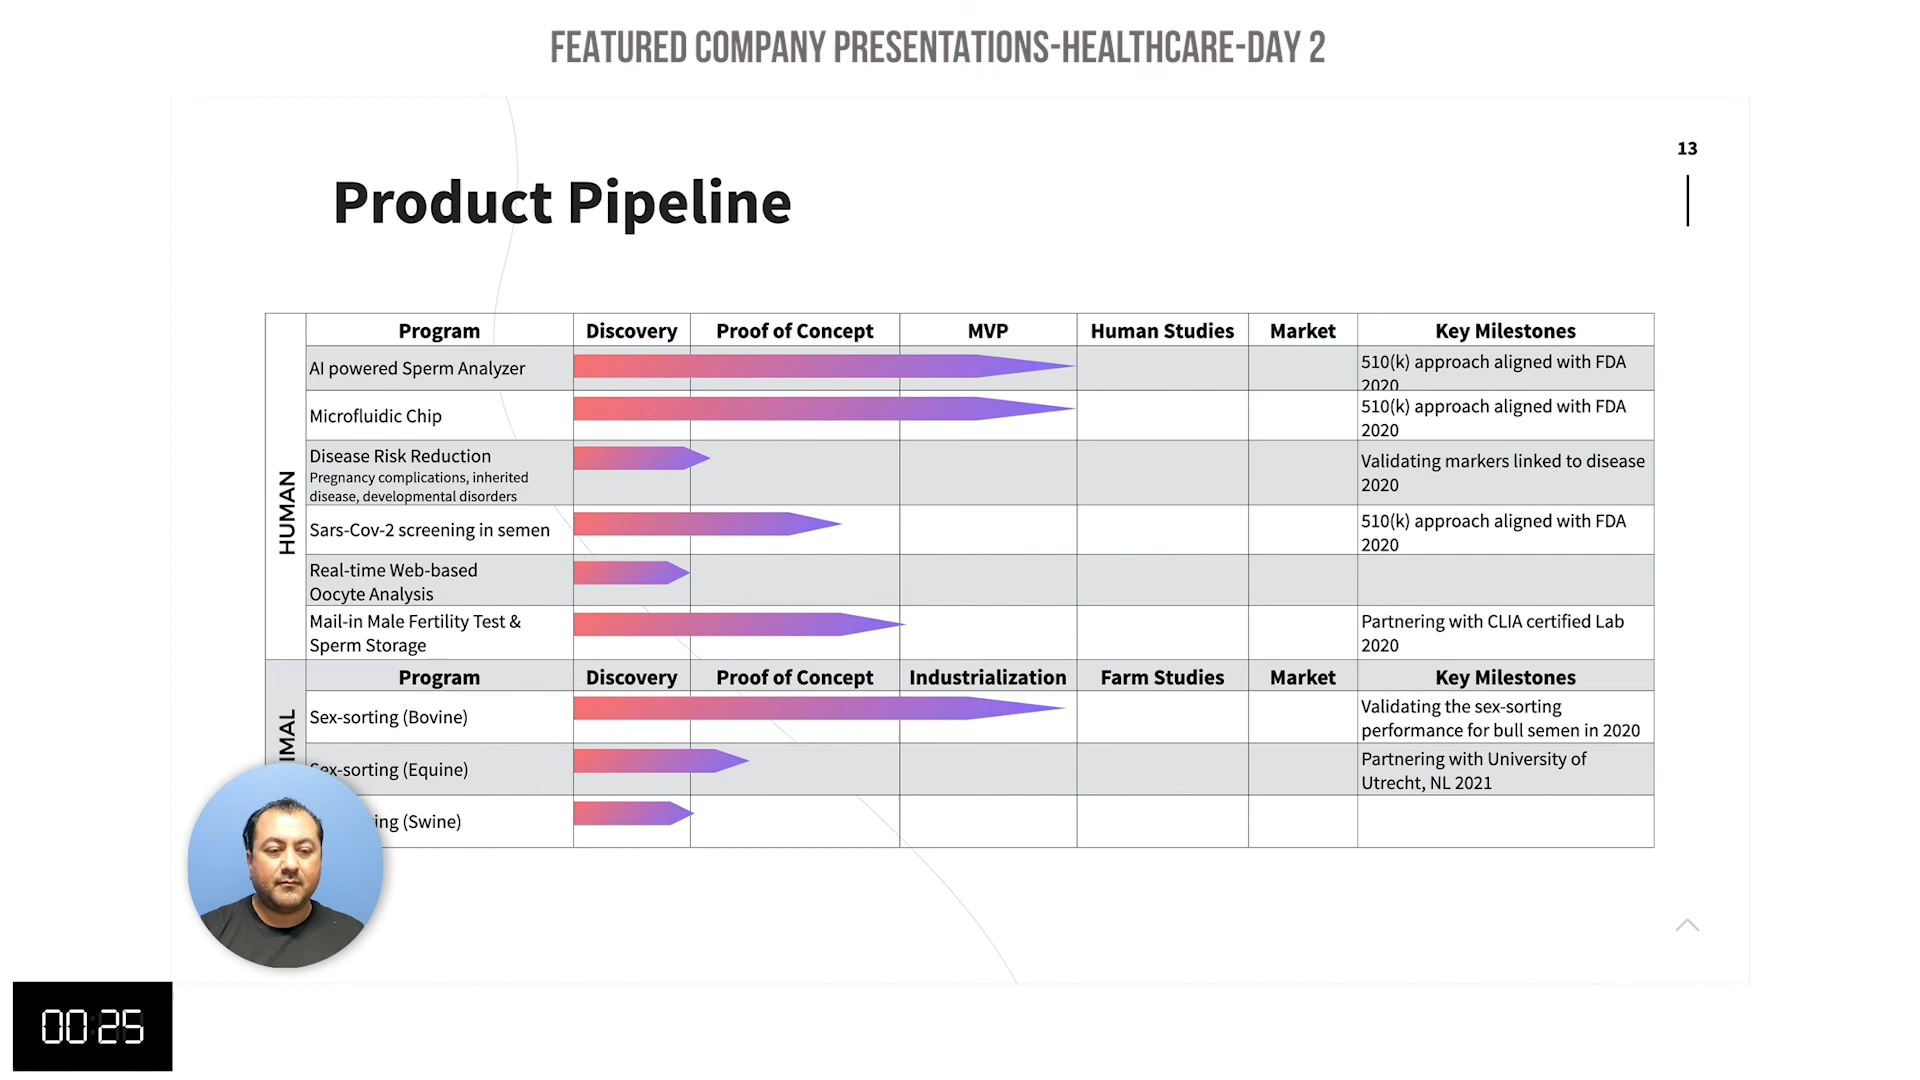 FEATURED COMPANY PRESENTATIONS-HEALTHCARE-DAY 2
13
Product Pipeline
HUMAN
Program Discovery Proof of Concept MVP Human Studies Market Key Milestones
AI powered Sperm Analyzer
510(k) approach aligned with FDA
2020
Microfluidic Chip
510(k) approach aligned with FDA
2020
Disease Risk Reduction
Pregnancy complications, inherited
disease, developmental disorders
Validating markers linked to disease
2020
Sars-Cov-2 screening in semen
510(k) approach aligned with FDA
2020
Real-time Web-based
Oocyte Analysis
Mail-in Male Fertility Test &
Sperm Storage
Partnering with CLIA certified Lab
2020
Program Discovery Proof of Concept Industrialization Farm Studies Market Key Milestones
Sex-sorting (Bovine)
Validating the sex-sorting
performance for bull semen in 2020
Sex-sorting (Equine)
Partnering with University of
Utrecht, NL 2021
(Swine)
00:25